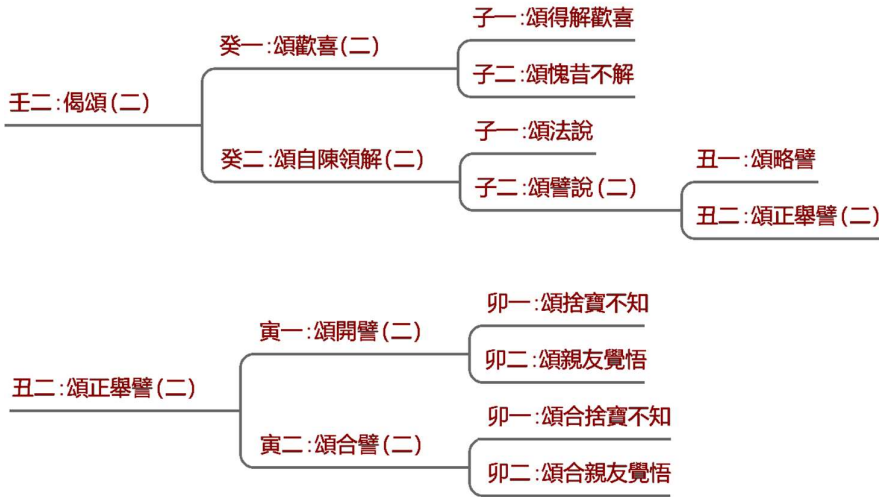 壬二:偈頌(二)
癸一:頌歡喜(二)
子一:頌得解歡喜
子二:頌愧昔不解
癸二:頌自陳領解(二)
子一:頌法說
子二:頌譬說(二)
丑一:頌略譬
丑二:頌正舉譬(二)
丑二:頌正舉譬(二)
寅一:頌開譬(二)
卯一:頌捨寶不知
卯二:頌親友覺悟
寅二:頌合譬(二)
卯一:頌合捨寶不知
卯二:頌合親友覺悟